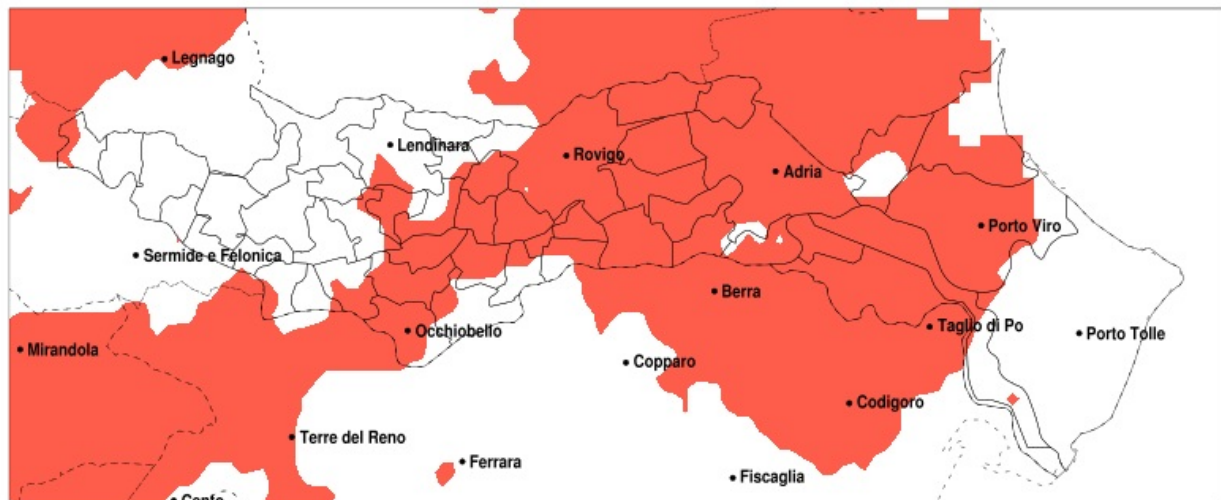 Legnago
Lendinara
Rovigo
Adria
Porto Viro
Sermide e Felonica
Berra
Occhiobello
Taglio di Po
Porto Tolle
Mirandola
Copparo
Codigoro
Terre del Reno
Ferrara
Fiscaglia
Cento